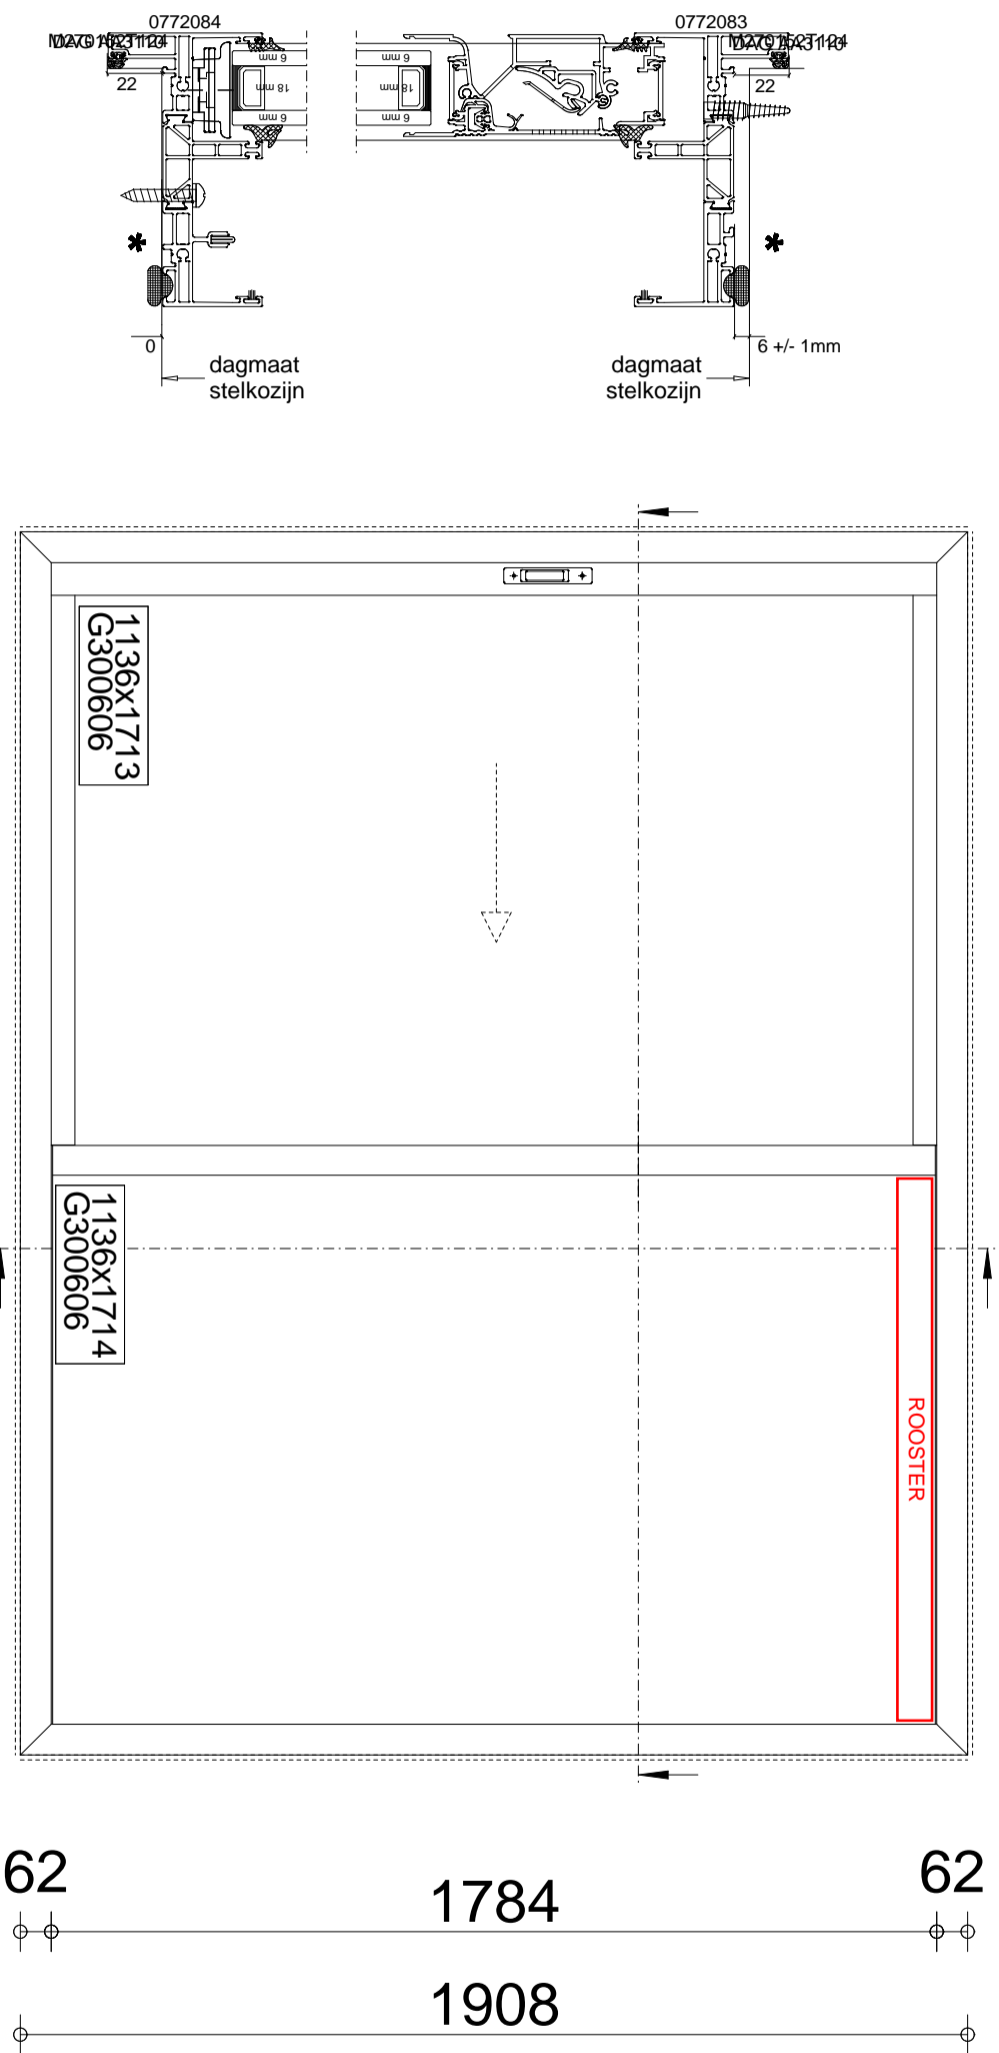 0772084
0772083
22
22
6 mm
6 mm
18 mm
18 mm
6 mm
6 mm
*
*
0
6 +/- 1mm
dagmaat
stelkozijn
dagmaat
stelkozijn
1136x1713
G300606
1136x1714
G300606
ROOSTER
62
1784
62
1908